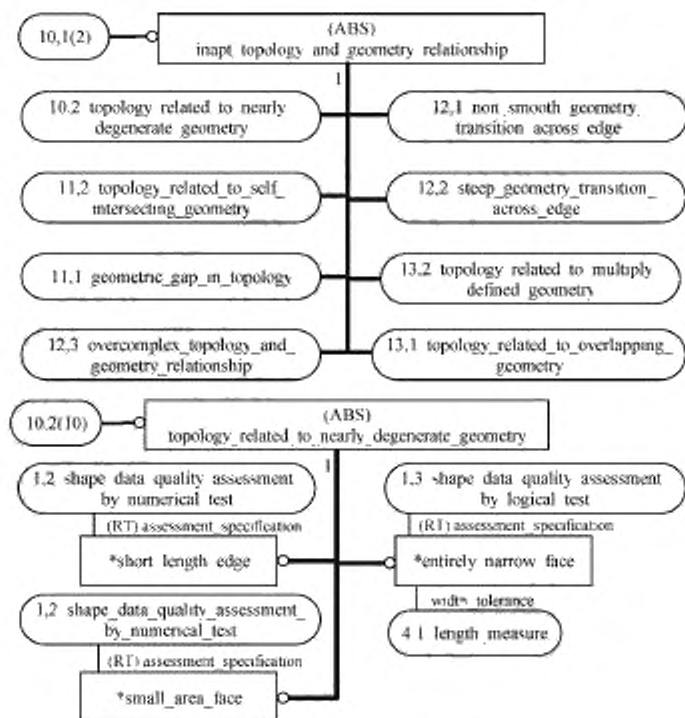 10,1(2)
(ABS)
inapt topology and geometry relationship
1
10.2 topology related to nearly
degenerate geometry
12,1 non smooth geometry
transition across edge
11,2 topology_related_to_self_
intersecting_geometry
12,2 steep_geometry_transition_
across_edge
11,1 geometric_gap_in_topology
13,2 topology related to multiply
defined geometry
12,3 overcomplex_topology_and_
geometry_relationship
13,1 topology_related_to_overlapping_
geometry
10.2(10)
(ABS)
topology_related_to_nearly_degenerate_geometry
1
1,2 shape data quality assessment
by numerical test
(RT) assessment_specification
*short length edge
1,3 shape data quality assessment
by logical test
(RT) assessment_specification
*entirely narrow face
width_tolerance
4 1 length_measure
1,2 shape_data_quality_assessment_
by_numerical_test
(RT) assessment_specification
*small_area_face